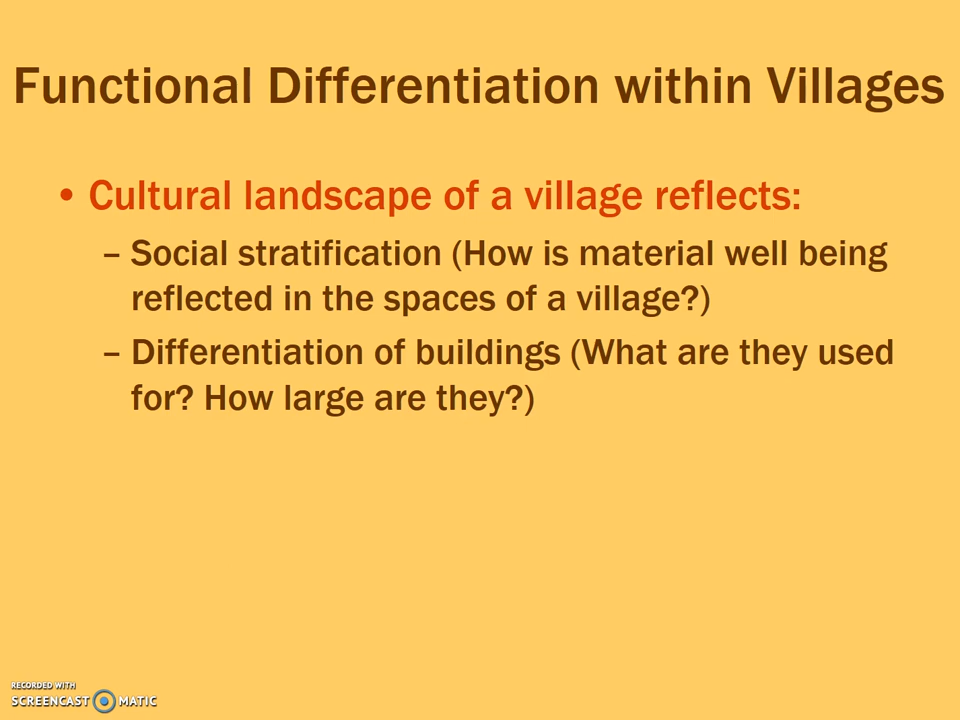 Functional Differentiation within Villages
• Cultural landscape of a village reflects:
– Social stratification (How is material well being
reflected in the spaces of a village?)
– Differentiation of buildings (What are they used
for? How large are they?)
RECORDED WITH
SCREENCAST MATIC